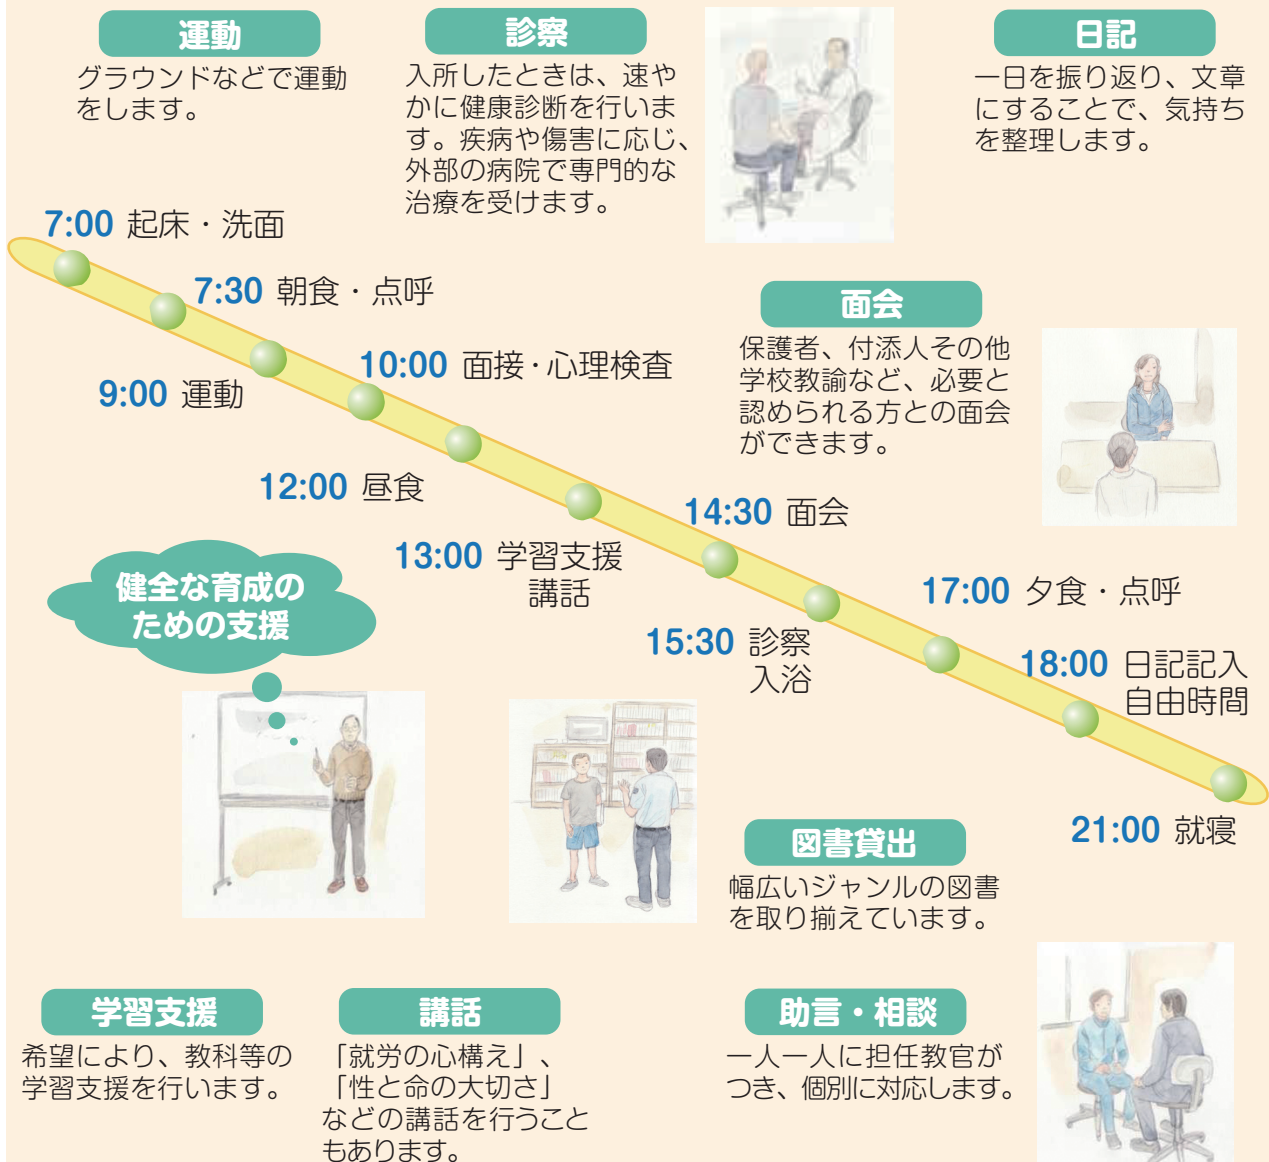 運動
グラウンドなどで運動
をします。
診察
入所したときは、速や
かに健康診断を行いま
す。疾病や傷害に応じ、
外部の病院で専門的な
治療を受けます。
日記
一日を振り返り、文章
にすることで、気持ち
を整理します。
7:00 起床・洗面
7:30 朝食・点呼
9:00 運動
10:00 面接・心理検査
面会
保護者、付添人その他
学校教諭など、必要と
認められる方との面会
ができます。
12:00 昼食
13:00 学習支援
講話
14:30 面会
15:30 診察
入浴
17:00 夕食・点呼
18:00 日記記入
自由時間
21:00 就寝
健全な育成の
ための支援
図書貸出
幅広いジャンルの図書
を取り揃えています。
学習支援
希望により、教科等の
学習支援を行います。
講話
「就労の心構え」、
「性と命の大切さ」
などの講話を行うこと
もあります。
助言・相談
一人一人に担任教官が
つき、個別に対応します。